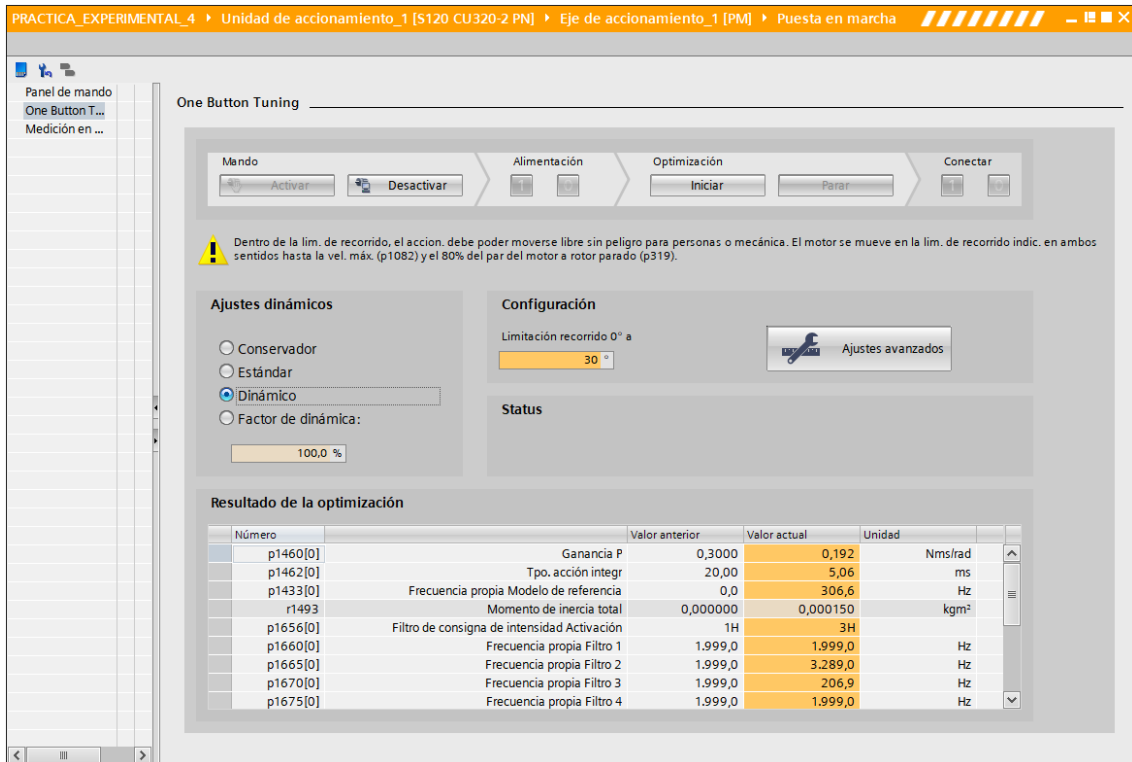 PRACTICA_EXPERIMENTAL_4 ▸ Unidad de accionamiento_1 [S120 CU320-2 PN] ▸ Eje de accionamiento_1 [PM] ▸ Puesta en marcha
Panel de mando
One Button T...
Medición en ...
One Button Tuning
Mando
Activar
Desactivar
Alimentación
1
0
Optimización
Iniciar
Parar
Conectar
1
0
Dentro de la lim. de recorrido, el accion. debe poder moverse libre sin peligro para personas o mecánica. El motor se mueve en la lim. de recorrido indic. en ambos
sentidos hasta la vel. máx. (p1082) y el 80% del par del motor a rotor parado (p319).
Ajustes dinámicos
Conservador
Estándar
Dinámico
Factor de dinámica:
100,0 %
Configuración
Limitación recorrido 0° a
30 °
Ajustes avanzados
Status
Resultado de la optimización
Número Valor anterior Valor actual Unidad
p1460[0] Ganancia P 0,3000 0,192 Nms/rad
p1462[0] Tpo. acción integr 20,00 5,06 ms
p1433[0] Frecuencia propia Modelo de referencia 0,0 306,6 Hz
r1493 Momento de inercia total 0,000000 0,000150 kgm²
p1656[0] Filtro de consigna de intensidad Activación 1H 3H
p1660[0] Frecuencia propia Filtro 1 1.999,0 1.999,0 Hz
p1665[0] Frecuencia propia Filtro 2 1.999,0 3.289,0 Hz
p1670[0] Frecuencia propia Filtro 3 1.999,0 206,9 Hz
p1675[0] Frecuencia propia Filtro 4 1.999,0 1.999,0 Hz